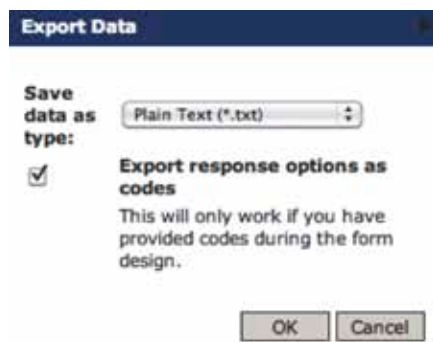 Export Data
Save
data as
type:
Plain Text (*.txt)
Export response options as
codes
This will only work if you have
provided codes during the form
design.
OK
Cancel